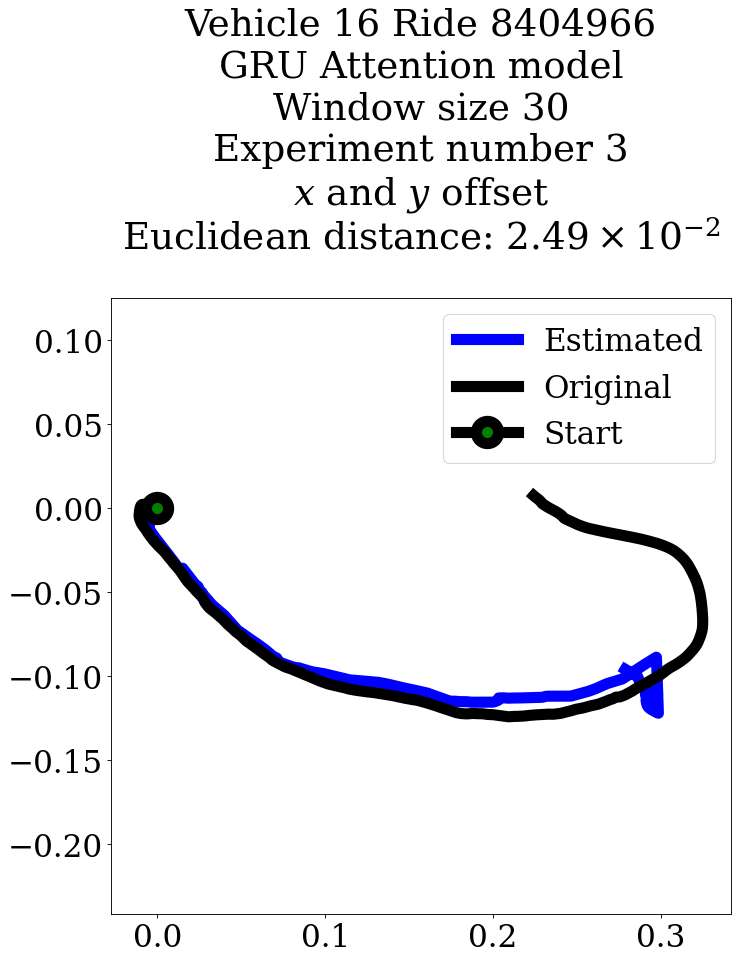 Vehicle 16 Ride 8404966
GRU Attention model
Window size 30
Experiment number 3
x and y offset
Euclidean distance: 2.49 × 10⁻²
Estimated
Original
Start
0.10
0.05
0.00
−0.05
−0.10
−0.15
−0.20
0.0 0.1 0.2 0.3